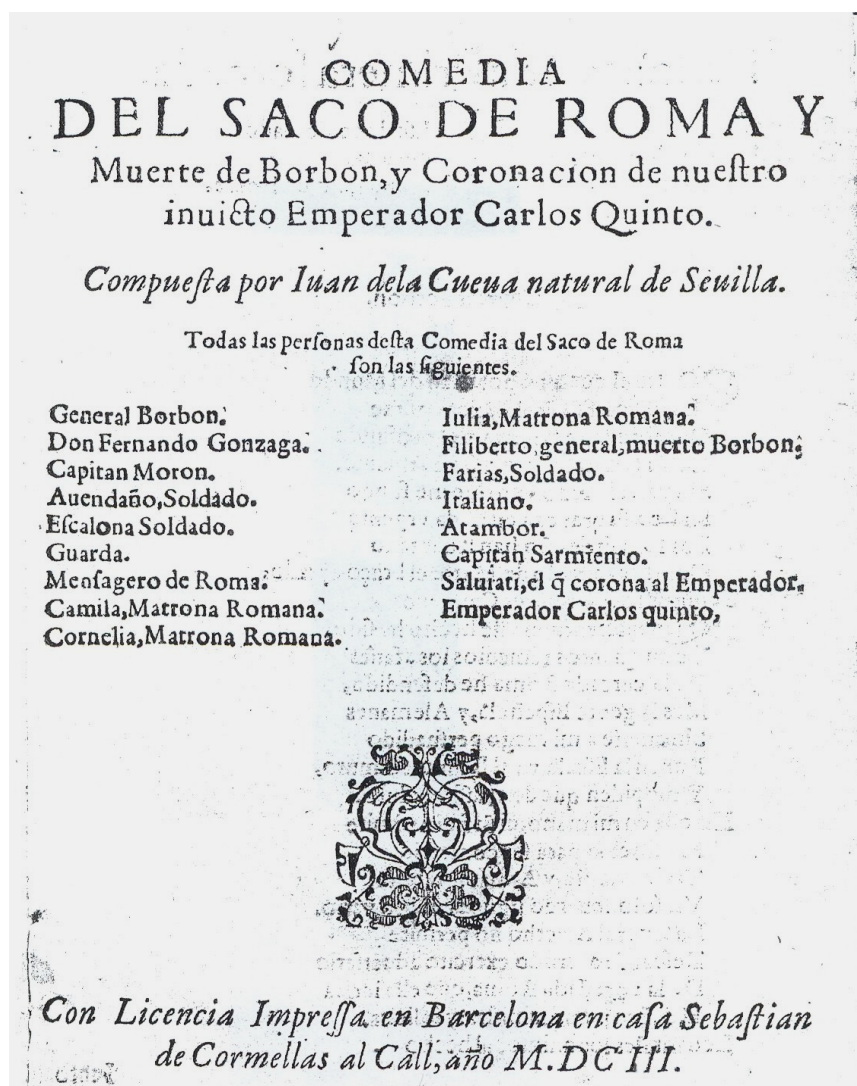 COMEDIA
DEL SACO DE ROMA Y
Muerte de Borbon, y Coronacion de nueſtro
inuicto Emperador Carlos Quinto.
Compueſta por Iuan dela Cueua natural de Seuilla.
Todas las perſonas deſta Comedia del Saco de Roma
ſon las ſiguientes.
General Borbon.
Don Fernando Gonzaga.
Capitan Moron.
Auendaño, Soldado.
Eſcalona Soldado.
Guarda.
Menſagero de Roma.
Camila, Matrona Romana.
Cornelia, Matrona Romana.
Iulia, Matrona Romana.
Filiberto, general, muerto Borbon.
Farias, Soldado.
Italiano.
Atambor.
Capitan Sarmiento.
Saluiati, el q̃ corona al Emperador.
Emperador Carlos quinto,
Con Licencia Impreſſa en Barcelona en caſa Sebaſtian
de Cormellas al Call, año M.DCIII.